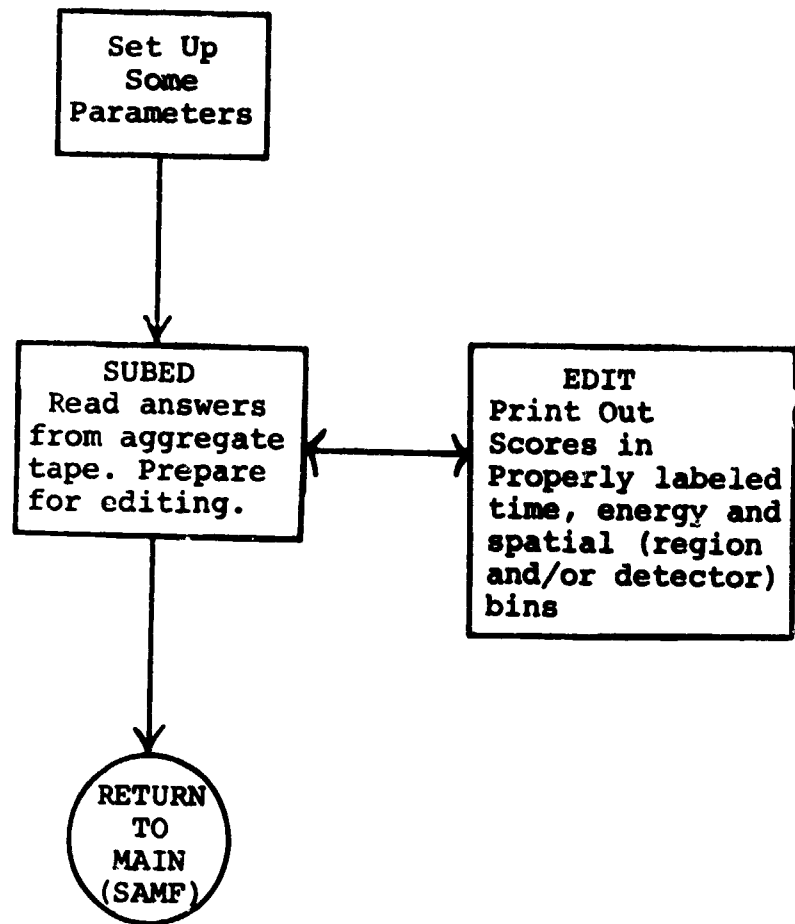 Set Up
Some
Parameters
SUBED
Read answers
from aggregate
tape. Prepare
for editing.
EDIT
Print Out
Scores in
Properly labeled
time, energy and
spatial (region
and/or detector)
bins
RETURN
TO
MAIN
(SAMF)